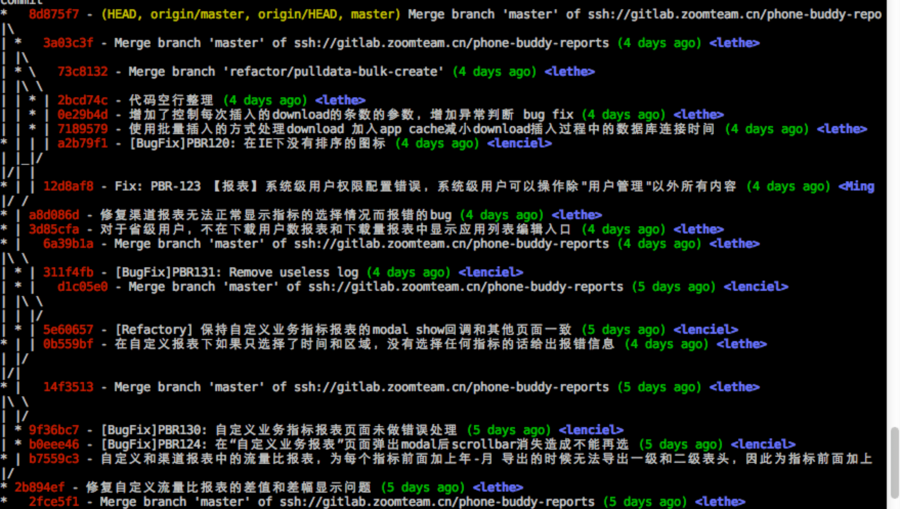 Commit
*   8d875f7 - (HEAD, origin/master, origin/HEAD, master) Merge branch 'master' of ssh://gitlab.zoomteam.cn/phone-buddy-repo
|\
| *   3a03c3f - Merge branch 'master' of ssh://gitlab.zoomteam.cn/phone-buddy-reports (4 days ago) <lethe>
| |\
| * \   73c8132 - Merge branch 'refactor/pulldata-bulk-create' (4 days ago) <lethe>
| |\ \
| | * | 2bcd74c - 代码空行整理 (4 days ago) <lethe>
| | * | 0e29b4d - 增加了控制每次插入的download的条数的参数，增加异常判断 bug fix (4 days ago) <lethe>
| | * | 7189579 - 使用批量插入的方式处理download 加入app cache减小download插入过程中的数据库连接时间 (4 days ago) <lethe>
* | | | a2b79f1 - [BugFix]PBR120: 在IE下没有排序的图标 (4 days ago) <lenciel>
| |_|/
|/| |
* | | 12d8af8 - Fix: PBR-123 【报表】系统级用户权限配置错误，系统级用户可以操作除"用户管理"以外所有内容 (4 days ago) <Ming
|/ /
* | a8d086d - 修复渠道报表无法正常显示指标的选择情况而报错的bug (4 days ago) <lethe>
* | 3d85cfa - 对于省级用户，不在下载用户数报表和下载量报表中显示应用列表编辑入口 (4 days ago) <lethe>
* |   6a39b1a - Merge branch 'master' of ssh://gitlab.zoomteam.cn/phone-buddy-reports (4 days ago) <lethe>
|\ \
| * | 311f4fb - [BugFix]PBR131: Remove useless log (4 days ago) <lenciel>
| * |   d1c05e0 - Merge branch 'master' of ssh://gitlab.zoomteam.cn/phone-buddy-reports (5 days ago) <lenciel>
| |\ \
| | |/
| * | 5e60657 - [Refactory] 保持自定义业务指标报表的modal show回调和其他页面一致 (5 days ago) <lenciel>
* | | 0b559bf - 在自定义报表下如果只选择了时间和区域，没有选择任何指标的话给出报错信息 (4 days ago) <lethe>
| |/
|/|
* |   14f3513 - Merge branch 'master' of ssh://gitlab.zoomteam.cn/phone-buddy-reports (5 days ago) <lethe>
|\ \
| |/
| * 9f36bc7 - [BugFix]PBR130: 自定义业务指标报表页面未做错误处理 (5 days ago) <lenciel>
| * b0eee46 - [BugFix]PBR124: 在“自定义业务报表”页面弹出modal后scrollbar消失造成不能再选 (5 days ago) <lenciel>
* | b7559c3 - 自定义和渠道报表中的流量比报表，为每个指标前面加上年-月 导出的时候无法导出一级和二级表头，因此为指标前面加上
|/
* 2b894ef - 修复自定义流量比报表的差值和差幅显示问题 (5 days ago) <lethe>
*   2fce5f1 - Merge branch 'master' of ssh://gitlab.zoomteam.cn/phone-buddy-reports (5 days ago) <lethe>